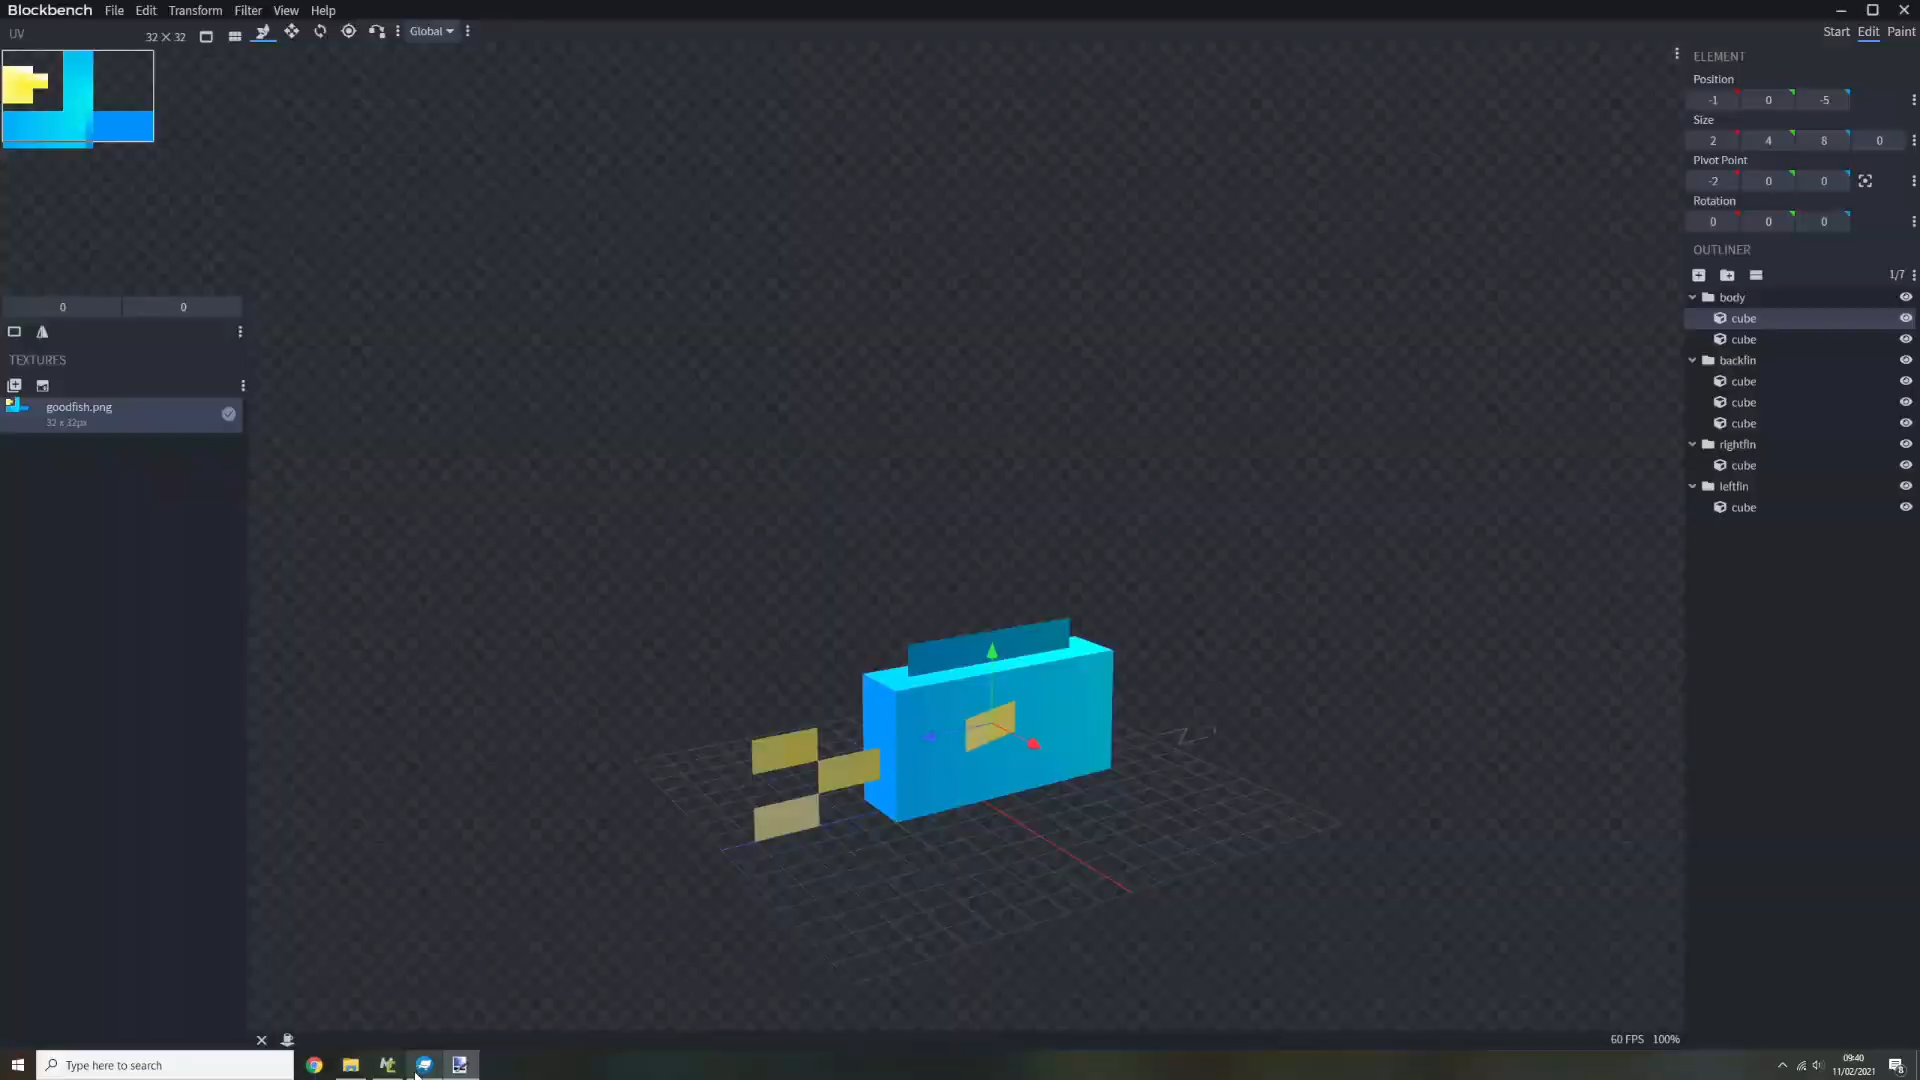 Blockbench File Edit Transform Filter View Help
UV 32 × 32 Global Start Edit Paint
ELEMENT
Position
-1 0 -5
Size
2 4 8 0
Pivot Point
-2 0 0
Rotation
0 0 0
OUTLINER
1/7
body
cube
cube
backfin
cube
cube
cube
rightfin
cube
leftfin
cube
0 0
TEXTURES
goodfish.png
32 x 32px
60 FPS 100%
Type here to search
09:40
11/02/2021